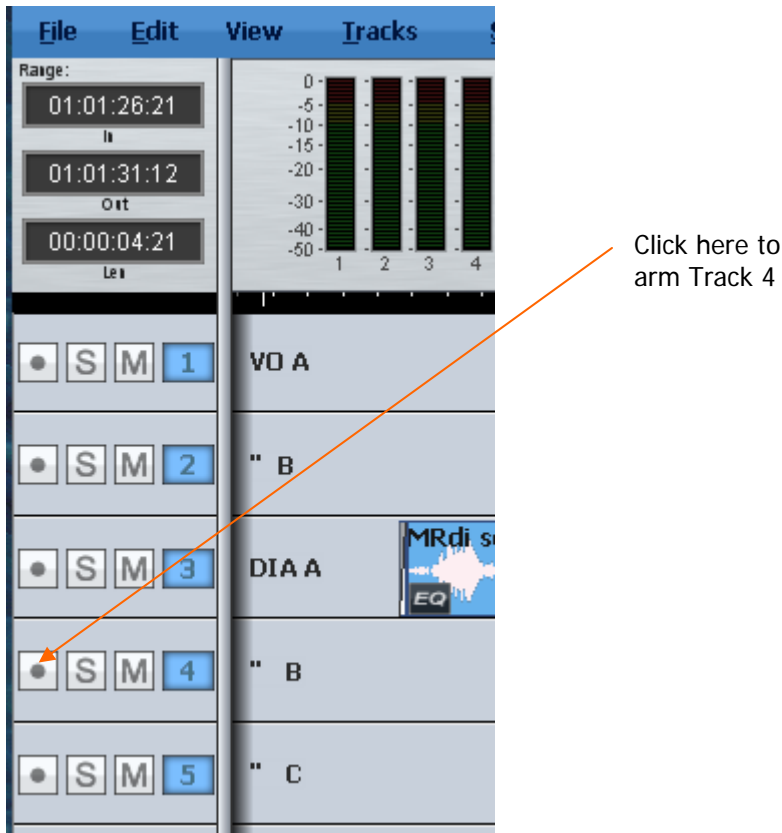 File Edit View Tracks
Range:
01:01:26:21
In
01:01:31:12
Out
00:00:04:21
Len
0
-5
-10
-15
-20
-30
-40
-50
1 2 3 4
Click here to
arm Track 4
S M 1 VO A
S M 2 " B
S M 3 DIA A
MRdi s
EQ
S M 4 " B
S M 5 " C